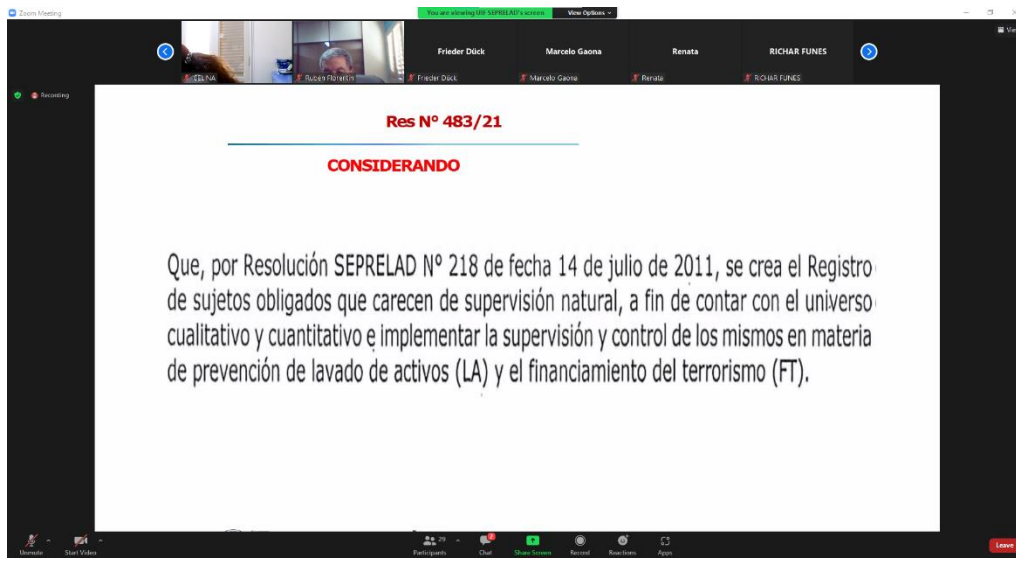 Zoom Meeting
You are viewing UIF SEPRELAD's screen
View Options
CELINA
Ruben Florentin
Frieder Dück
Frieder Dück
Marcelo Gaona
Marcelo Gaona
Renata
Renata
RICHAR FUNES
RICHAR FUNES
Recording
Res N° 483/21
CONSIDERANDO
Que, por Resolución SEPRELAD Nº 218 de fecha 14 de julio de 2011, se crea el Registro
de sujetos obligados que carecen de supervisión natural, a fin de contar con el universo
cualitativo y cuantitativo e implementar la supervisión y control de los mismos en materia
de prevención de lavado de activos (LA) y el financiamiento del terrorismo (FT).
Unmute
Start Video
29
Participants
Chat
Share Screen
Record
Reactions
Apps
Leave